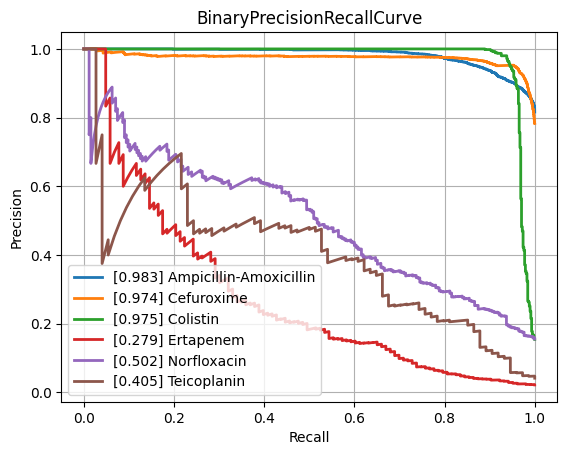 BinaryPrecisionRecallCurve
Precision
1.0
0.8
0.6
0.4
0.2
0.0
[0.983] Ampicillin-Amoxicillin
[0.974] Cefuroxime
[0.975] Colistin
[0.279] Ertapenem
[0.502] Norfloxacin
[0.405] Teicoplanin
0.0 0.2 0.4 0.6 0.8 1.0
Recall